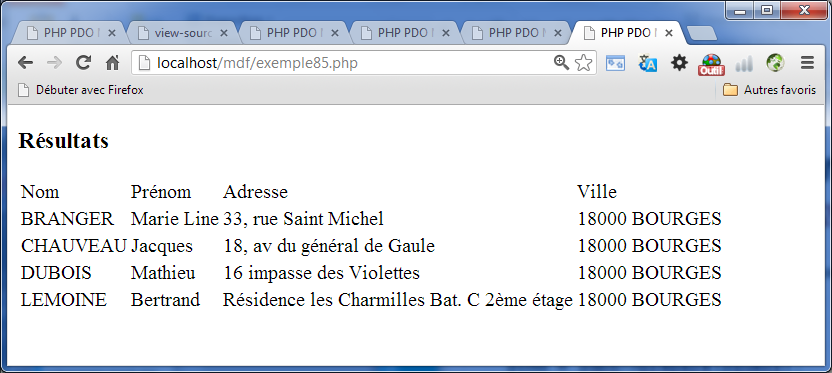 PHP PDO M view-sourc PHP PDO M PHP PDO M PHP PDO M PHP PDO M
localhost/mdf/exemple85.php
Débuter avec Firefox Autres favoris
Résultats
Nom Prénom Adresse Ville
BRANGER Marie Line 33, rue Saint Michel 18000 BOURGES
CHAUVEAU Jacques 18, av du général de Gaule 18000 BOURGES
DUBOIS Mathieu 16 impasse des Violettes 18000 BOURGES
LEMOINE Bertrand Résidence les Charmilles Bat. C 2ème étage 18000 BOURGES